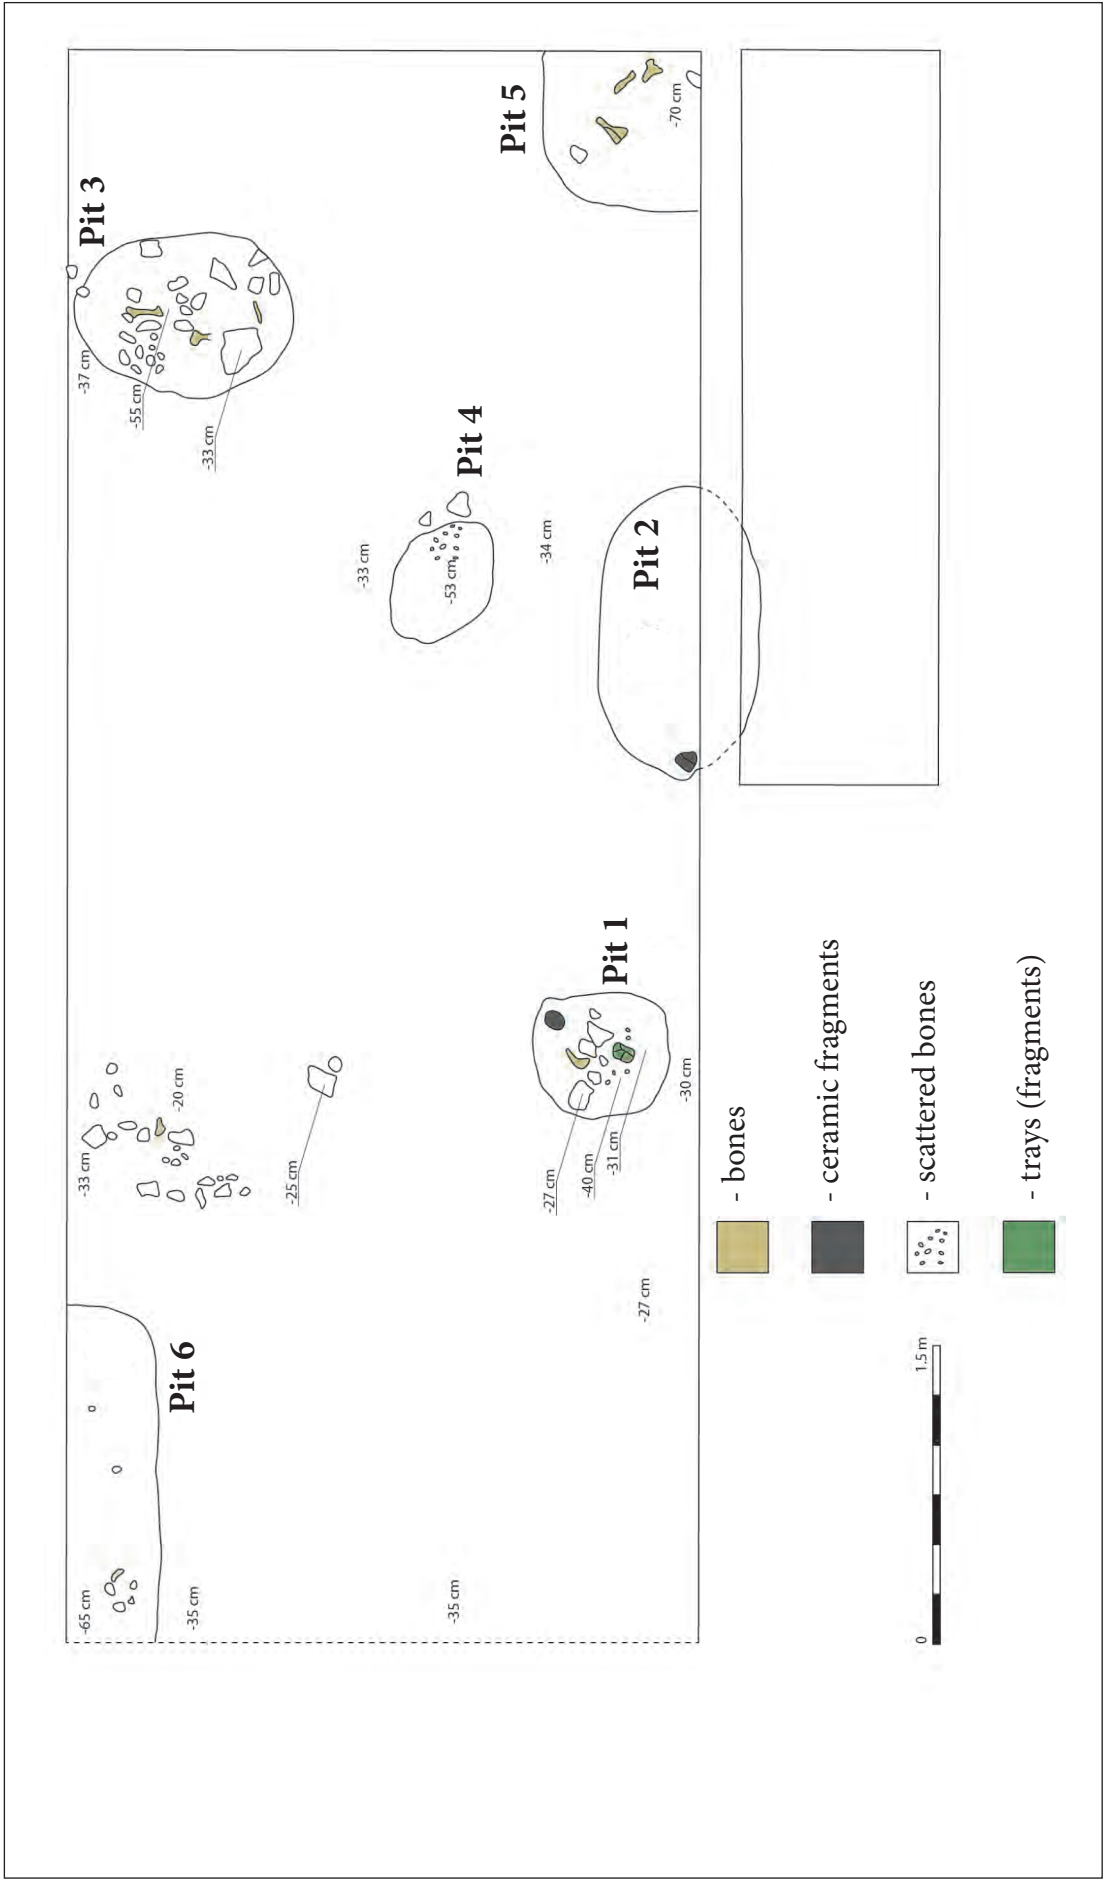 Pit 6
-65 cm
-35 cm
-35 cm
-27 cm
-33 cm
-20 cm
-25 cm
Pit 1
-27 cm
-40 cm
-31 cm
-30 cm
Pit 2
Pit 3
-37 cm
-55 cm
-33 cm
Pit 4
-33 cm
-53 cm
-34 cm
Pit 5
-70 cm
0
1.5 m
- bones
- ceramic fragments
- scattered bones
- trays (fragments)